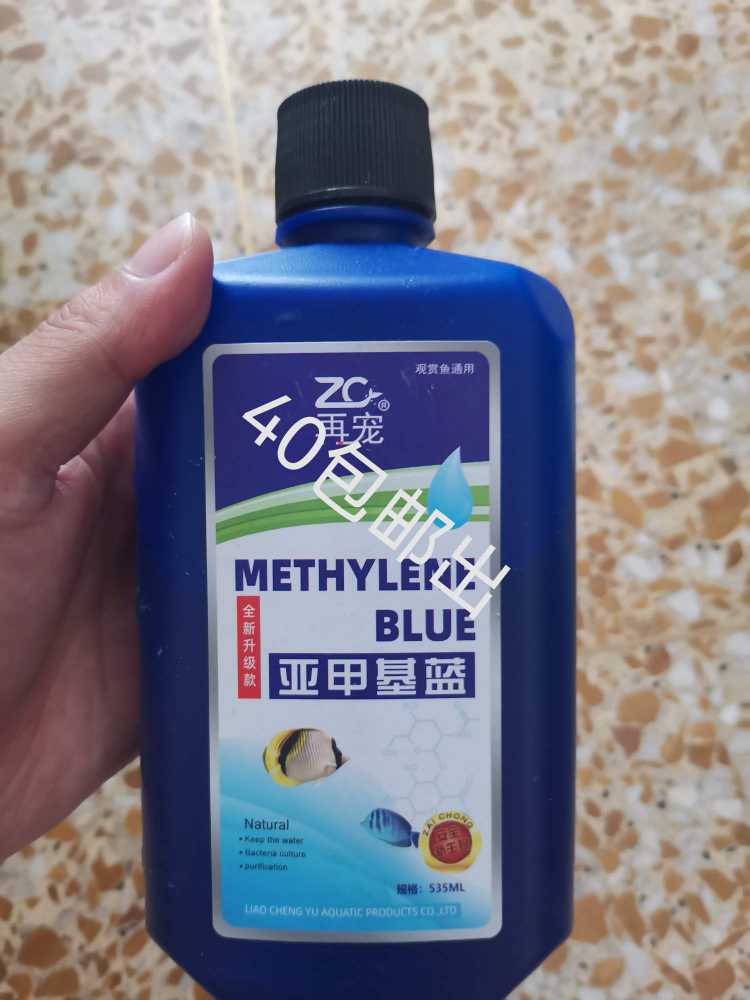 观赏鱼通用
ZC®
再宠
40包邮出
METHYLENE
BLUE
全新升级款
亚甲基蓝
Natural
• Keep the water
• Bacteria culture
• purification
ZAI CHONG
规格：535ML
LIAO CHENG YU AQUATIC PRODUCTS CO.,LTD